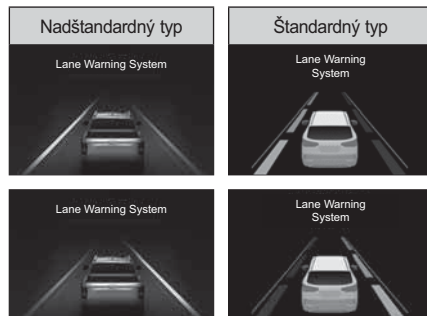 Nadštandardný typ
Štandardný typ
Lane Warning System
Lane Warning
System
Lane Warning System
Lane Warning
System